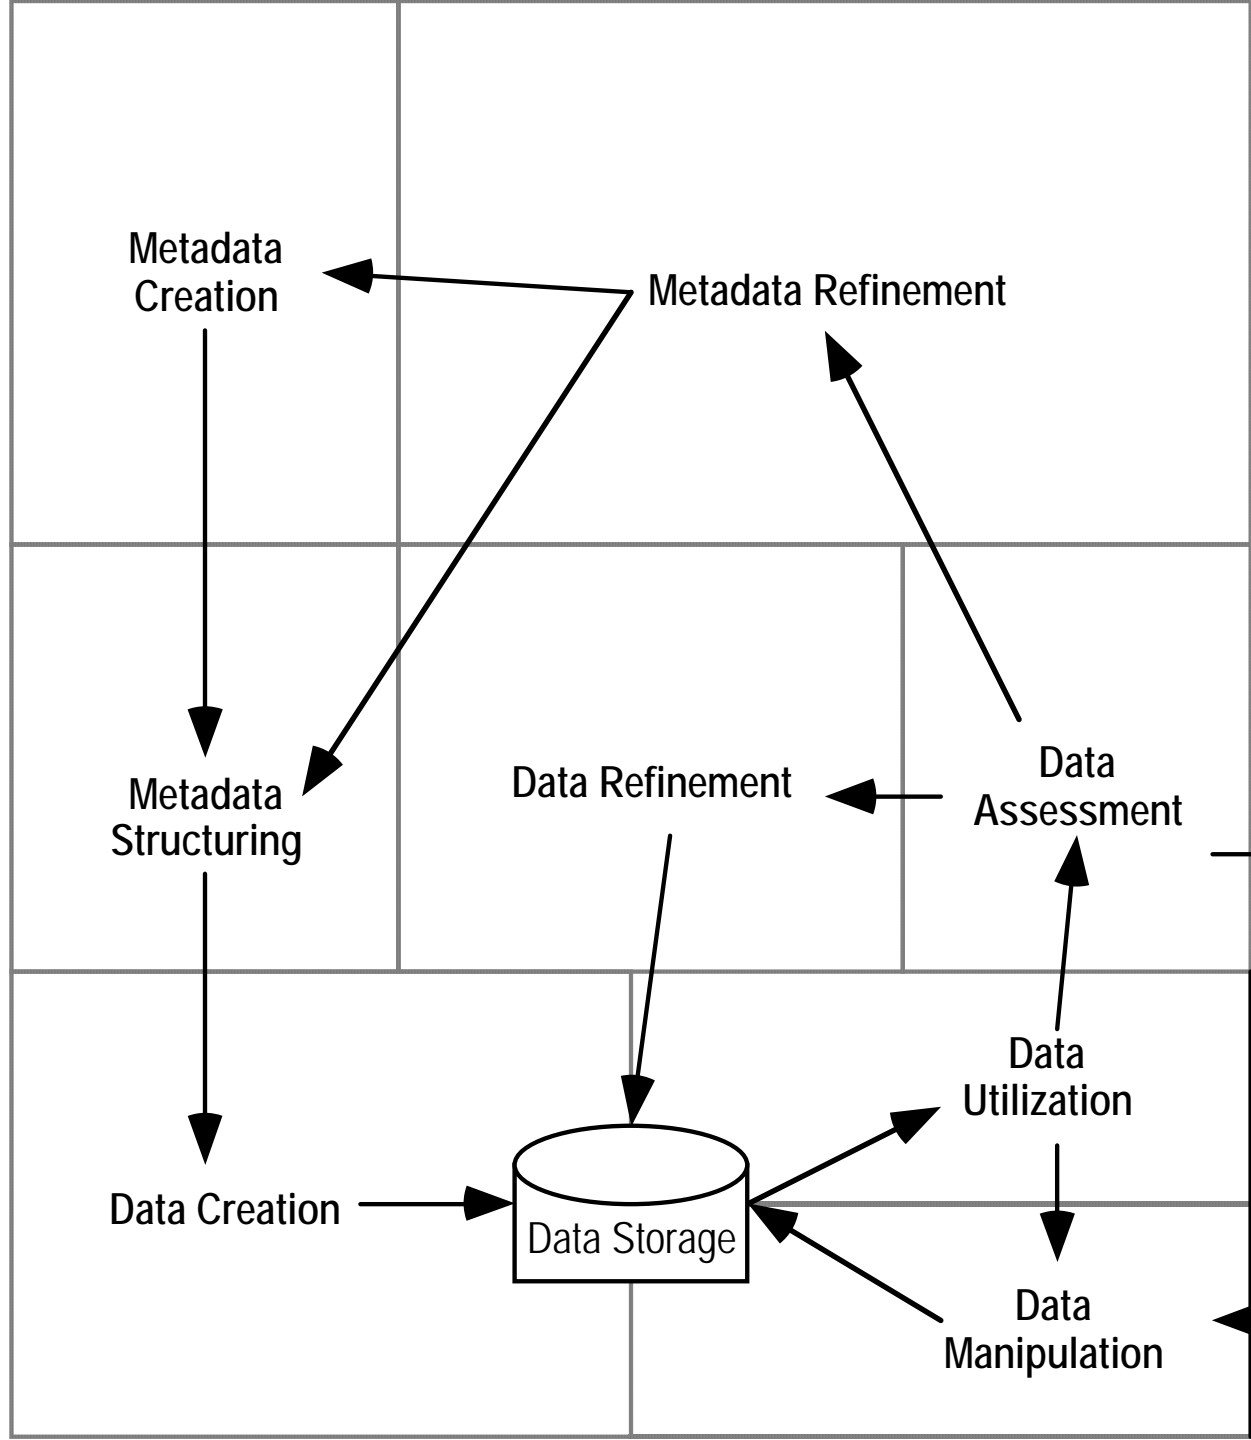 Metadata
Creation
Metadata Refinement
Metadata
Structuring
Data Refinement
Data
Assessment
Data
Utilization
Data Creation
Data Storage
Data
Manipulation